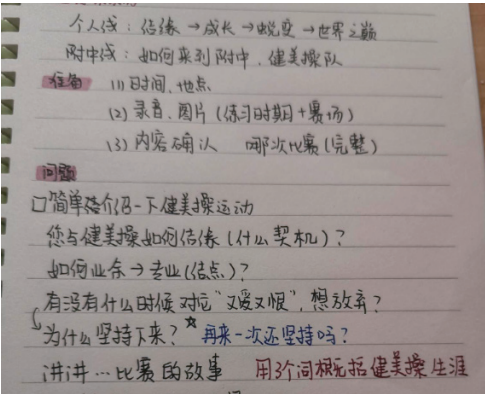 个人线：结缘→成长→蜕变→世界之巅
附中线：如何来到附中，健美操队
准备 (1)时间、地点
(2)录音、图片(练习时期+赛场)
(3)内容确认 哪次比赛(完整)
问题
□简单介绍一下健美操运动
您与健美操如何结缘(什么契机)？
如何业余→专业(结点)？
有没有什么时候对它"又爱又恨"，想放弃？
为什么坚持下来？☆再来一次还坚持吗？
讲讲…比赛的故事 用3个词概括健美操生涯